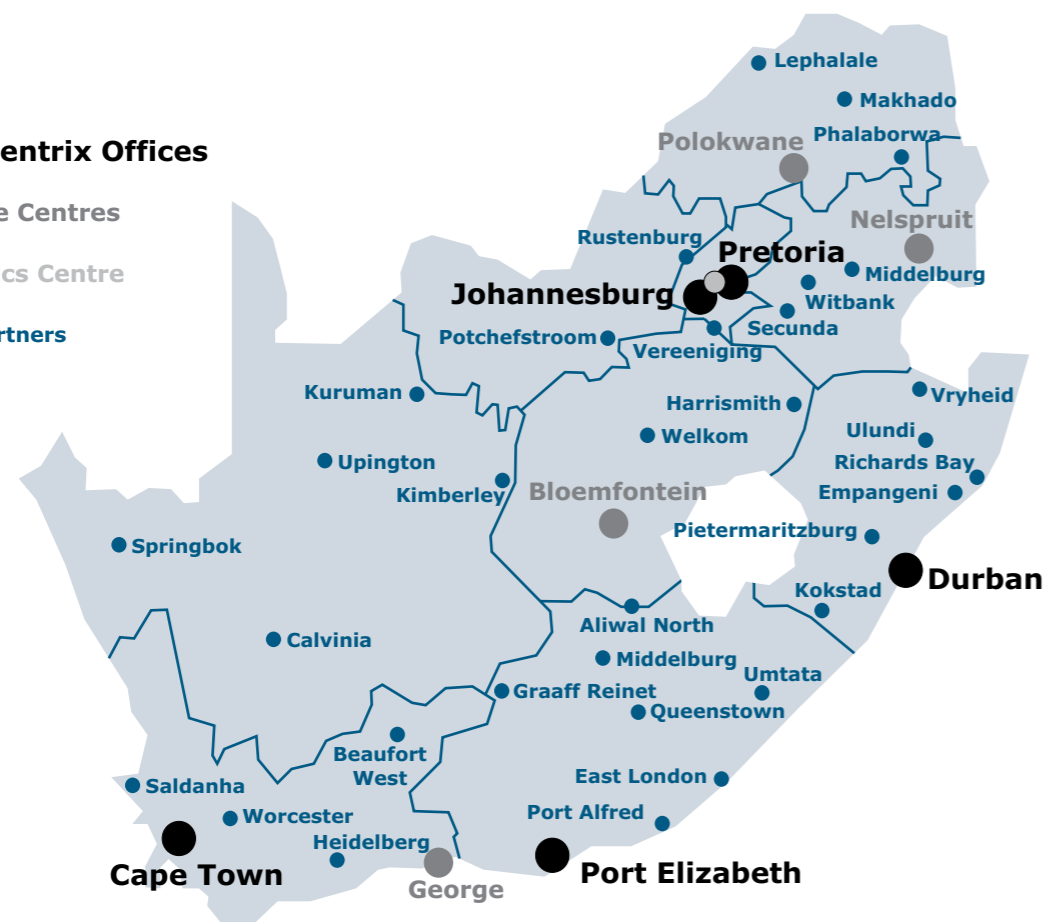 Lephalale
Makhado
Phalaborwa
entrix Offices
Polokwane
e Centres
Nelspruit
Rustenburg
Pretoria
ics Centre
Middelburg
Johannesburg
Witbank
Secunda
rtners
Potchefstroom
Vereeniging
Kuruman
Vryheid
Harrismith
Ulundi
Welkom
Upington
Richards Bay
Kimberley
Bloemfontein
Empangeni
Pietermaritzburg
Springbok
Durban
Kokstad
Aliwal North
Calvinia
Middelburg
Umtata
Graaff Reinet
Queenstown
Beaufort
West
East London
Saldanha
Port Alfred
Worcester
Heidelberg
Cape Town
Port Elizabeth
George